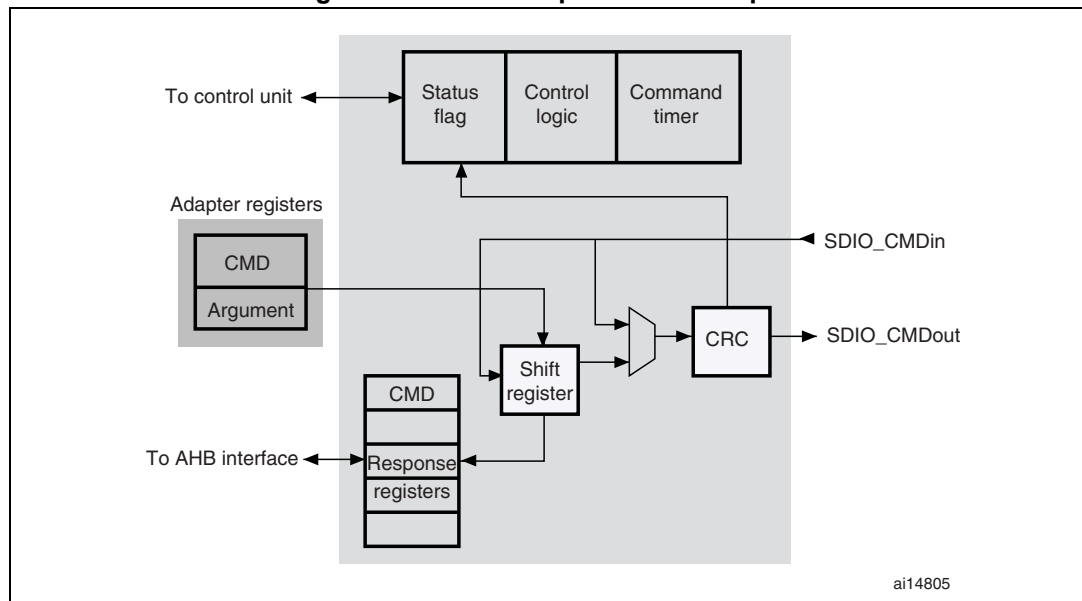 To control unit
Status
flag
Control
logic
Command
timer
Adapter registers
CMD
Argument
SDIO_CMDin
CRC
SDIO_CMDout
Shift
register
CMD
To AHB interface
Response
registers
ai14805